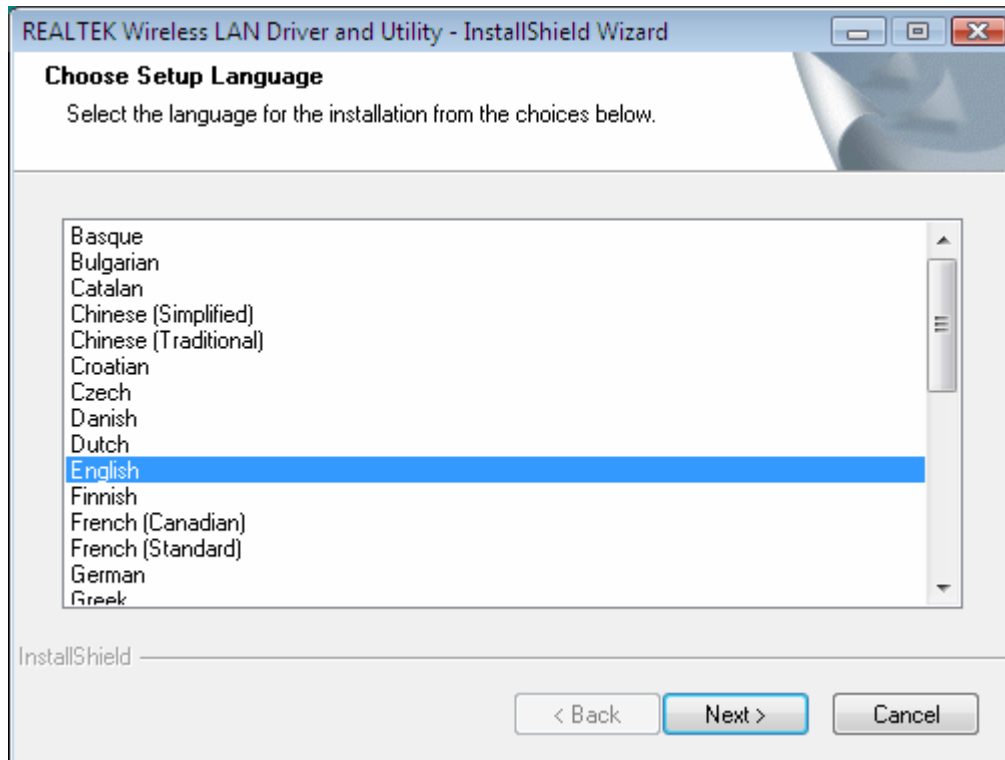 REALTEK Wireless LAN Driver and Utility - InstallShield Wizard
Choose Setup Language
Select the language for the installation from the choices below.
Basque
Bulgarian
Catalan
Chinese (Simplified)
Chinese (Traditional)
Croatian
Czech
Danish
Dutch
English
Finnish
French (Canadian)
French (Standard)
German
Greek
InstallShield
< Back Next > Cancel